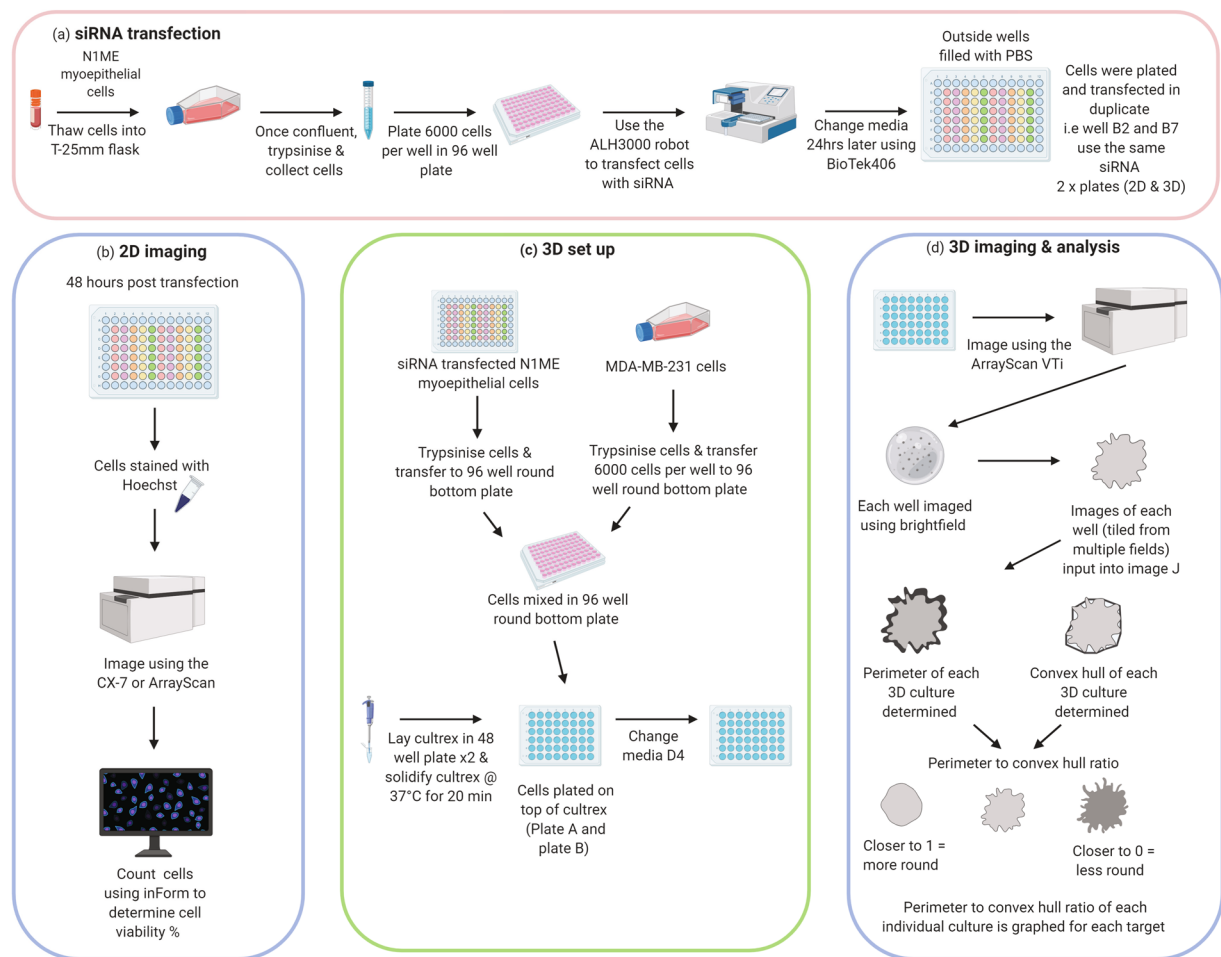 (a) siRNA transfection
N1ME
myoepithelial
cells
Thaw cells into
T-25mm flask
Once confluent,
trypsinise &
collect cells
Plate 6000 cells
per well in 96 well
plate
Use the
ALH3000 robot
to transfect cells
with siRNA
Change media
24hrs later using
BioTek406
Outside wells
filled with PBS
Cells were plated
and transfected in
duplicate
i.e well B2 and B7
use the same
siRNA
2 x plates (2D & 3D)
(b) 2D imaging
48 hours post transfection
Cells stained with
Hoechst
Image using the
CX-7 or ArrayScan
Count cells
using inForm to
determine cell
viability %
(c) 3D set up
siRNA transfected N1ME
myoepithelial cells
MDA-MB-231 cells
Trypsinise cells &
transfer to 96 well round
bottom plate
Trypsinise cells & transfer
6000 cells per well to 96
well round bottom plate
Cells mixed in 96 well
round bottom plate
Lay cultrex in 48
well plate x2 &
solidify cultrex @
37°C for 20 min
Cells plated on
top of cultrex
(Plate A and
plate B)
Change
media D4
(d) 3D imaging & analysis
Image using the
ArrayScan VTi
Each well imaged
using brightfield
Images of each
well (tiled from
multiple fields)
input into image J
Perimeter of each
3D culture
determined
Convex hull of each
3D culture
determined
Perimeter to convex hull ratio
Closer to 1 =
more round
Closer to 0 =
less round
Perimeter to convex hull ratio of each
individual culture is graphed for each target